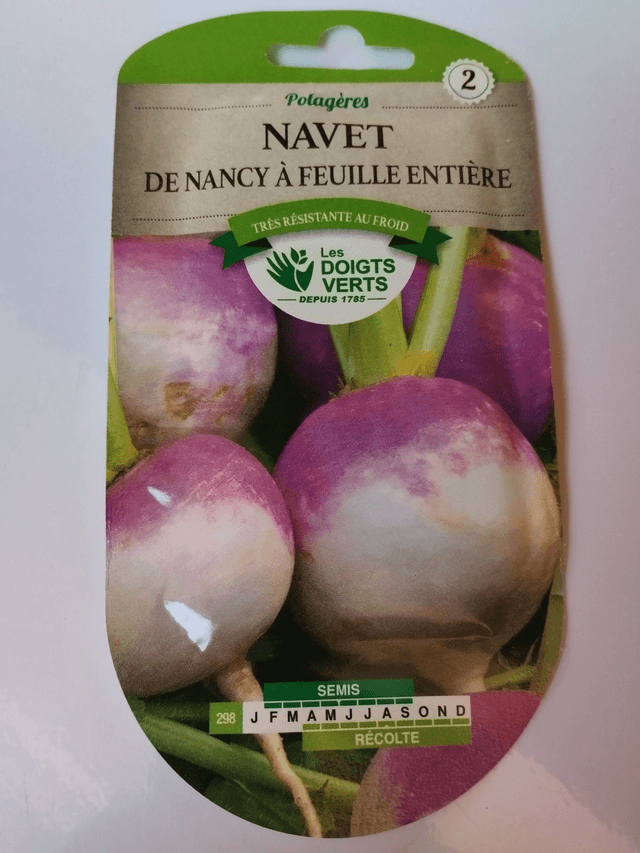 2
Potagères
NAVET
DE NANCY À FEUILLE ENTIÈRE
TRÈS RÉSISTANTE AU FROID
Les
DOIGTS
VERTS
DEPUIS 1785
SEMIS
298 J F M A M J J A S O N D
RÉCOLTE